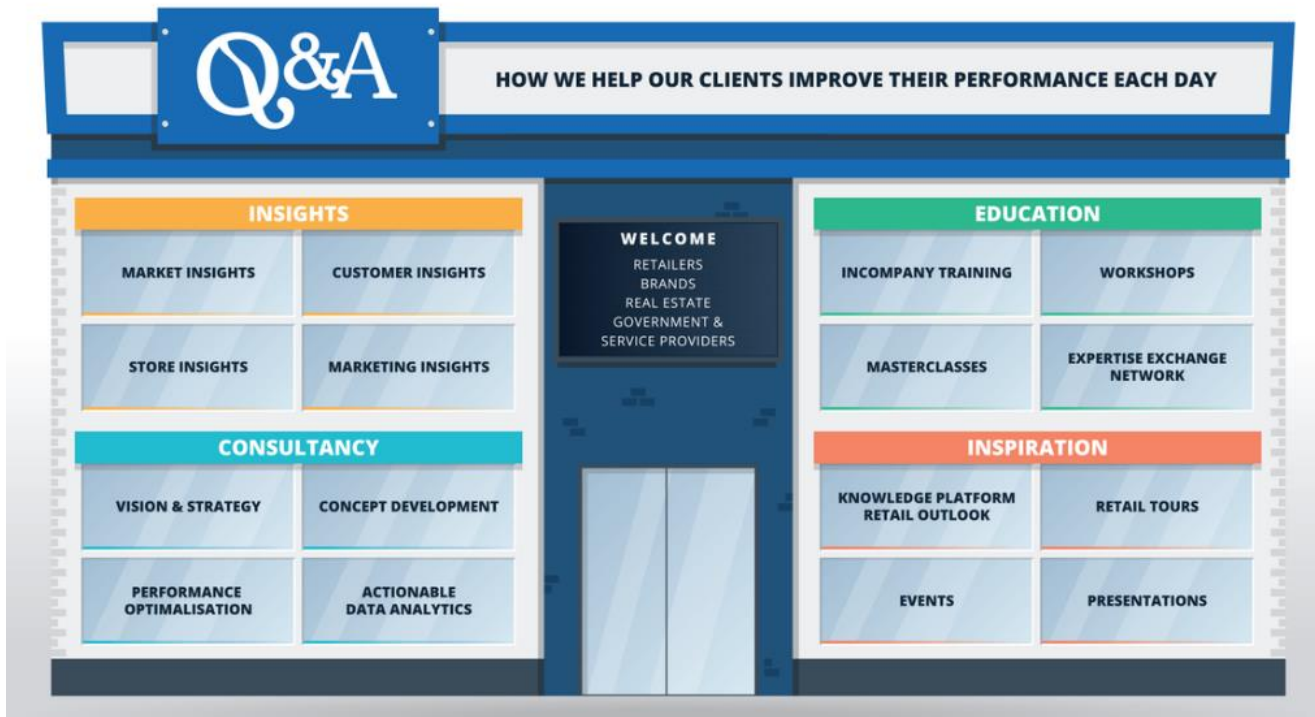 Q&A
HOW WE HELP OUR CLIENTS IMPROVE THEIR PERFORMANCE EACH DAY
INSIGHTS
MARKET INSIGHTS
CUSTOMER INSIGHTS
STORE INSIGHTS
MARKETING INSIGHTS
CONSULTANCY
VISION & STRATEGY
CONCEPT DEVELOPMENT
PERFORMANCE
OPTIMALISATION
ACTIONABLE
DATA ANALYTICS
WELCOME
RETAILERS
BRANDS
REAL ESTATE
GOVERNMENT &
SERVICE PROVIDERS
EDUCATION
INCOMPANY TRAINING
WORKSHOPS
MASTERCLASSES
EXPERTISE EXCHANGE
NETWORK
INSPIRATION
KNOWLEDGE PLATFORM
RETAIL OUTLOOK
RETAIL TOURS
EVENTS
PRESENTATIONS